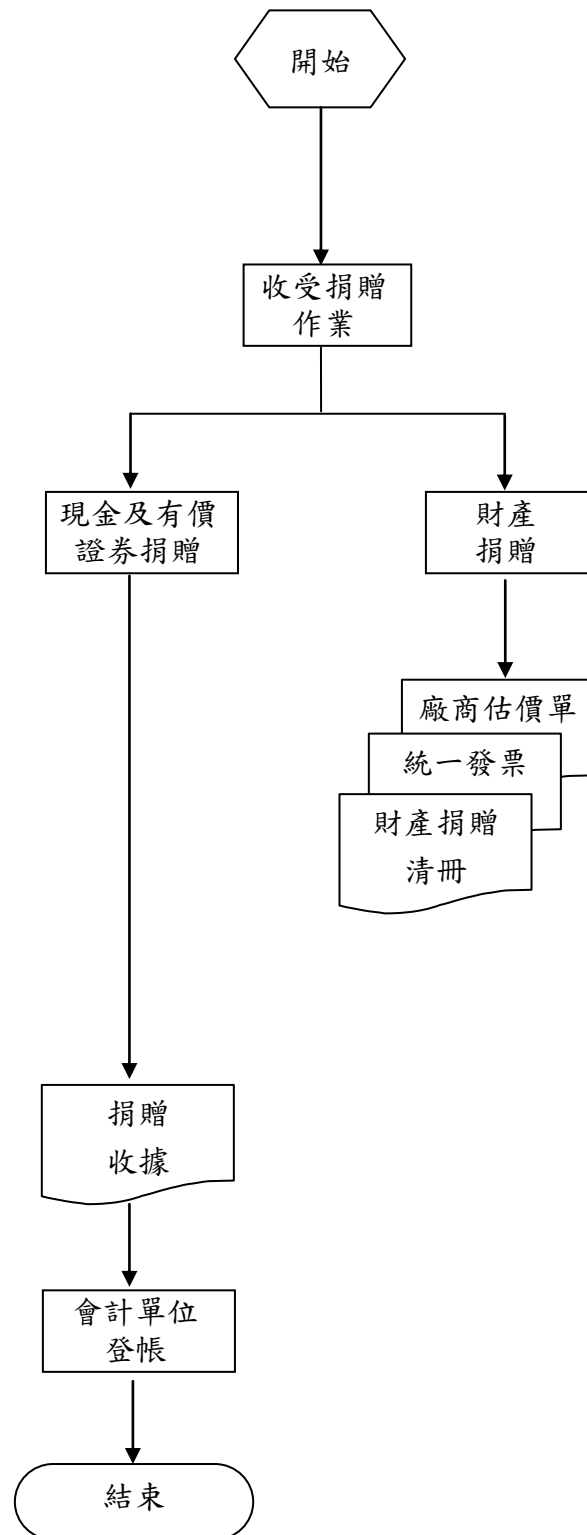 開始
收受捐贈
作業
現金及有價
證券捐贈
財產
捐贈
廠商估價單
統一發票
財產捐贈
清冊
捐贈
收據
會計單位
登帳
結束